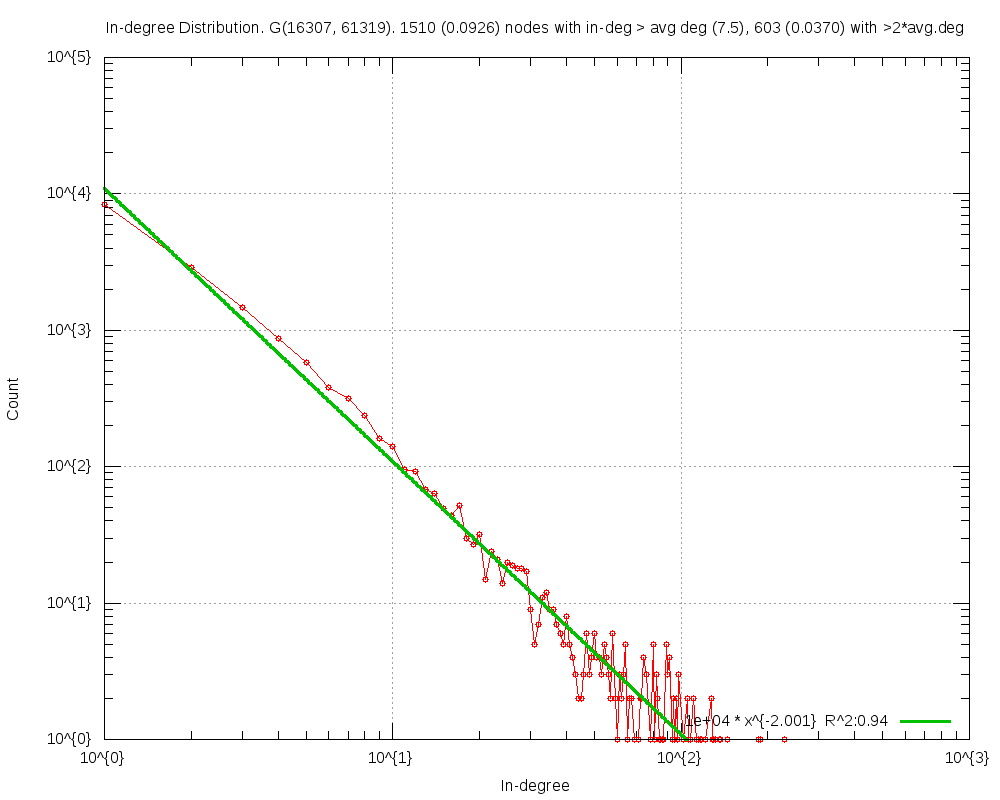 In-degree Distribution. G(16307, 61319). 1510 (0.0926) nodes with in-deg > avg deg (7.5), 603 (0.0370) with >2*avg.deg
10^{5}
10^{4}
10^{3}
10^{2}
10^{1}
10^{0}
Count
1e+04 * x^{-2.001} R^2:0.94
10^{0}
10^{1}
10^{2}
10^{3}
In-degree